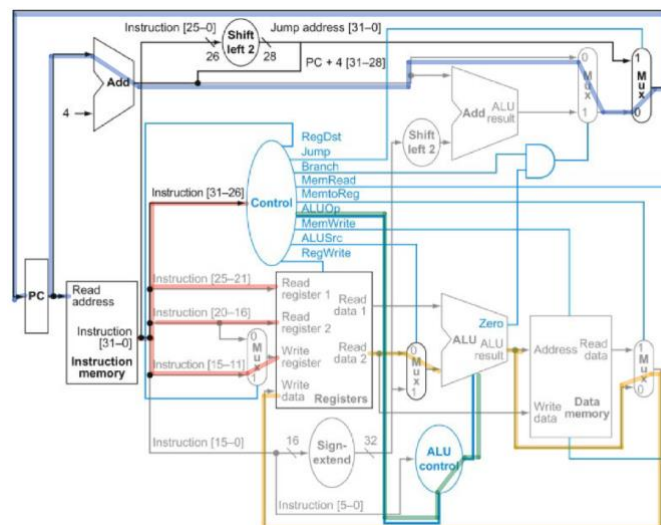 Instruction [25–0]
Shift
left 2
Jump address [31–0]
26
28
PC + 4 [31–28]
Add
4
0
M
u
x
1
1
M
u
x
0
Add
ALU
result
Shift
left 2
RegDst
Jump
Branch
MemRead
MemtoReg
ALUOp
MemWrite
ALUSrc
RegWrite
Control
Instruction [31–26]
PC
Read
address
Instruction
[31–0]
Instruction
memory
Instruction [25–21]
Instruction [20–16]
Instruction [15–11]
0
M
u
x
1
Read
register 1
Read
register 2
Write
register
Write
data
Read
data 1
Read
data 2
Registers
0
M
u
x
1
Zero
ALU
ALU
result
Address
Read
data
Write
data
Data
memory
1
M
u
x
0
Instruction [15–0]
16
Sign-
extend
32
ALU
control
Instruction [5–0]